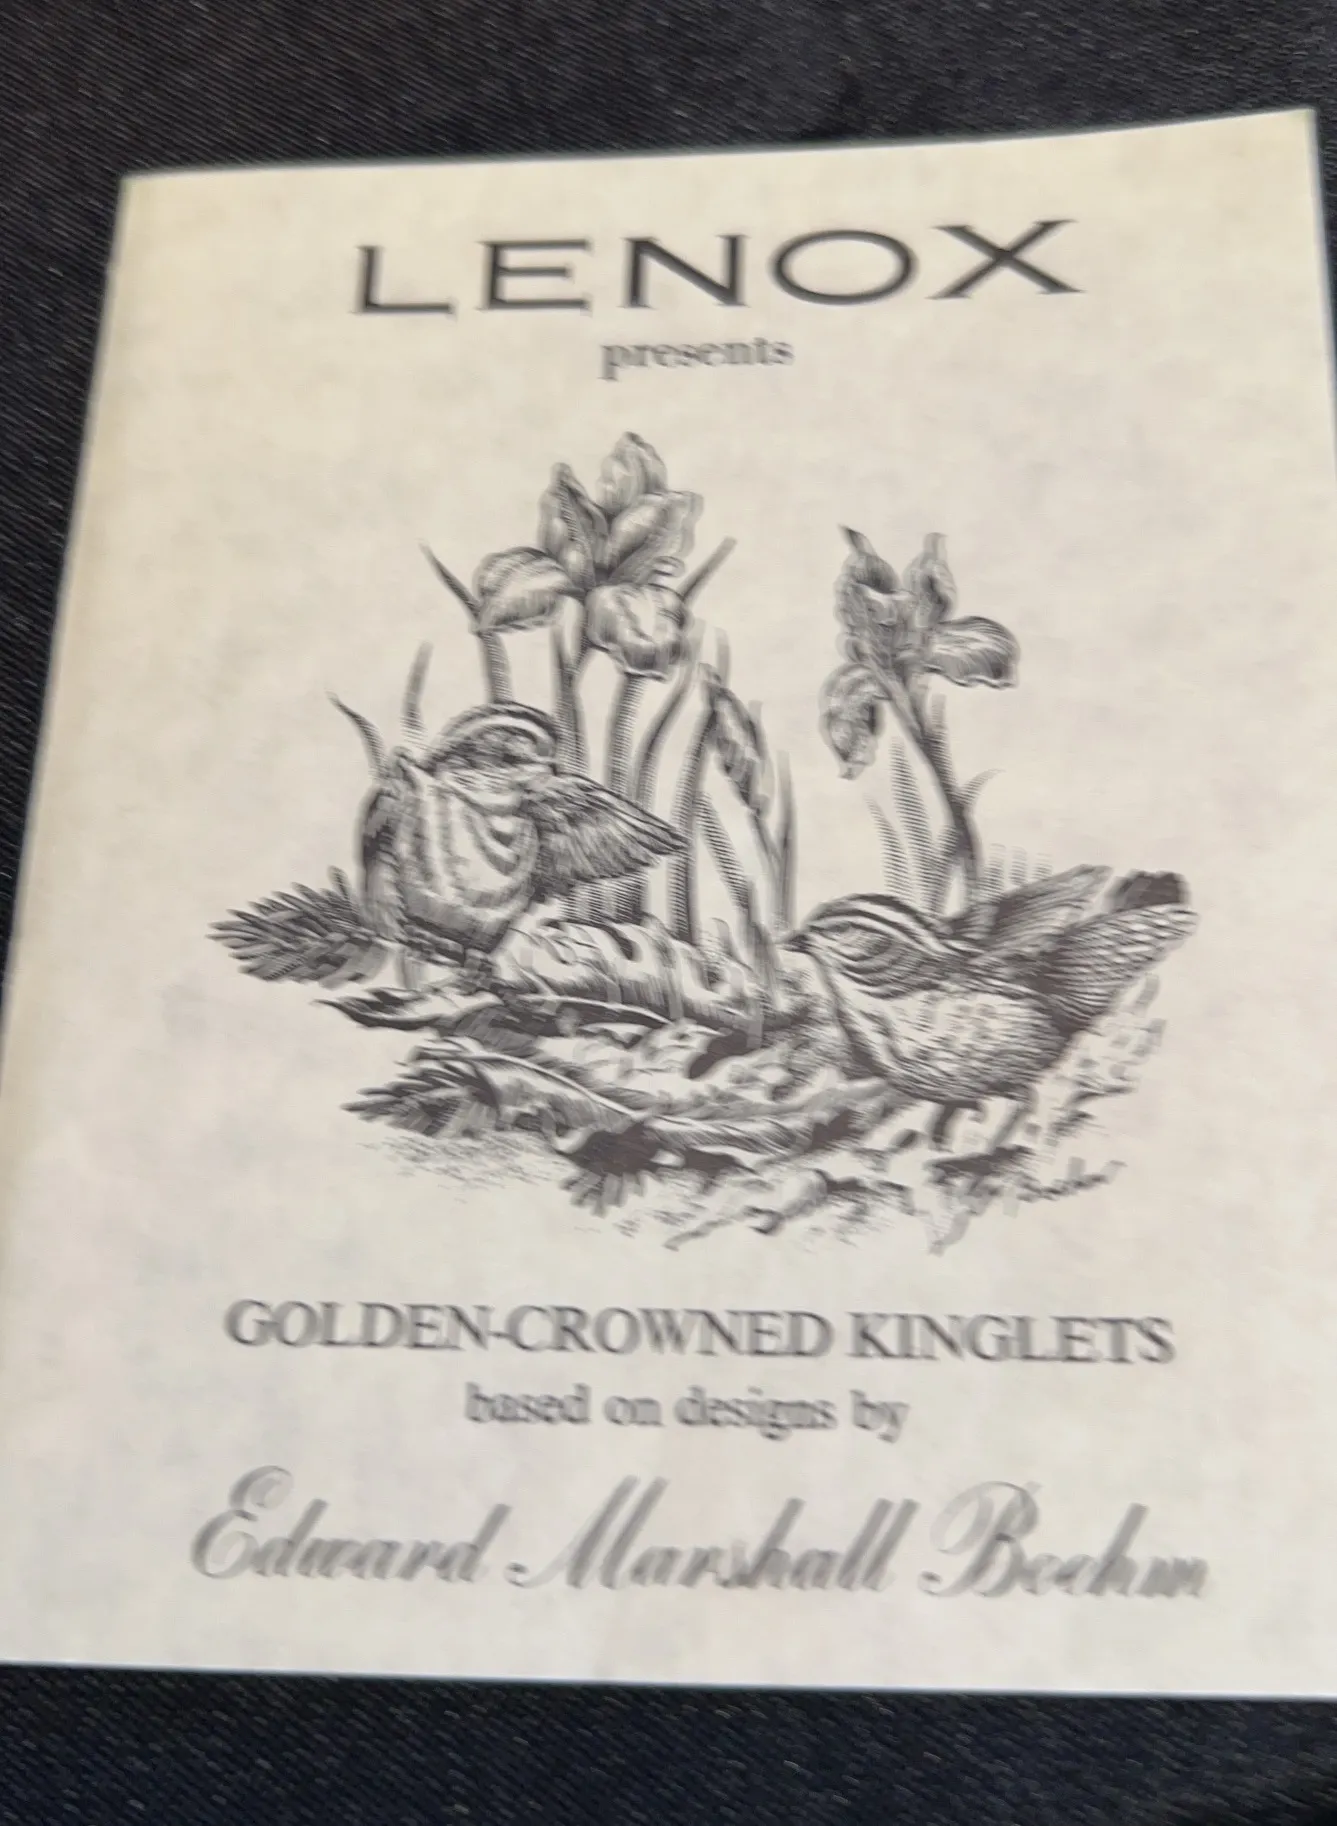 LENOX
presents
GOLDEN-CROWNED KINGLETS
based on designs by
Edward Marshall Boehm